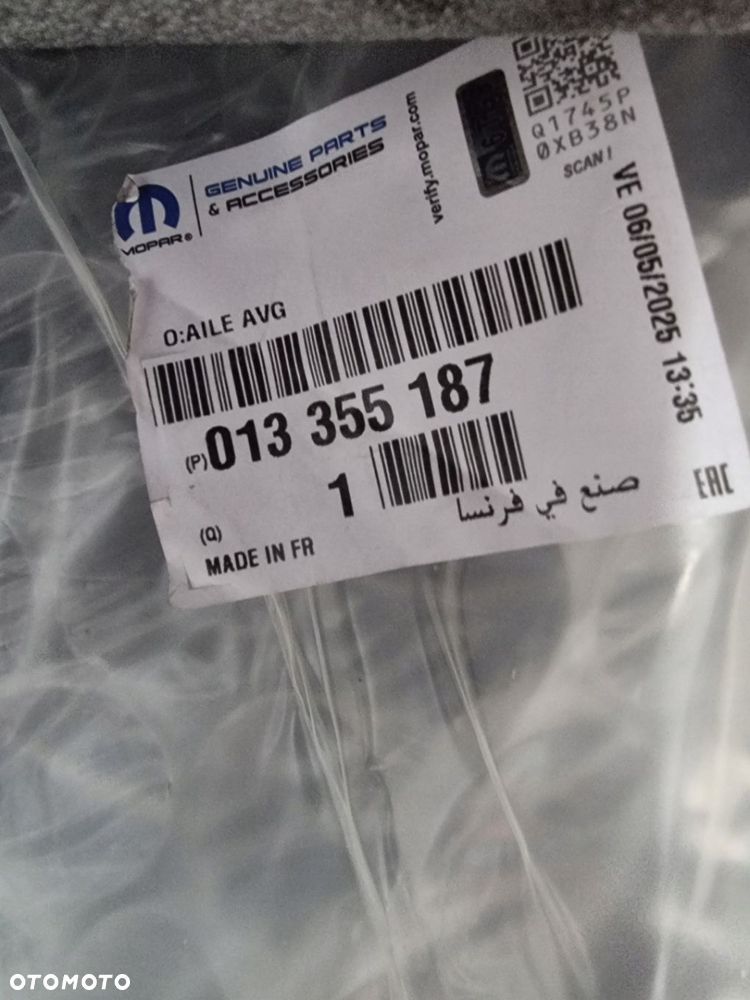 MOPAR®
GENUINE PARTS
& ACCESSORIES
verify.mopar.com
Q1745P
0XB38N
SCAN!
VE 06/05/2025 13:35
O:AILE AVG
(P) 013 355 187
(Q) 1
صنع في فرنسا
EAC
MADE IN FR
OTOMOTO